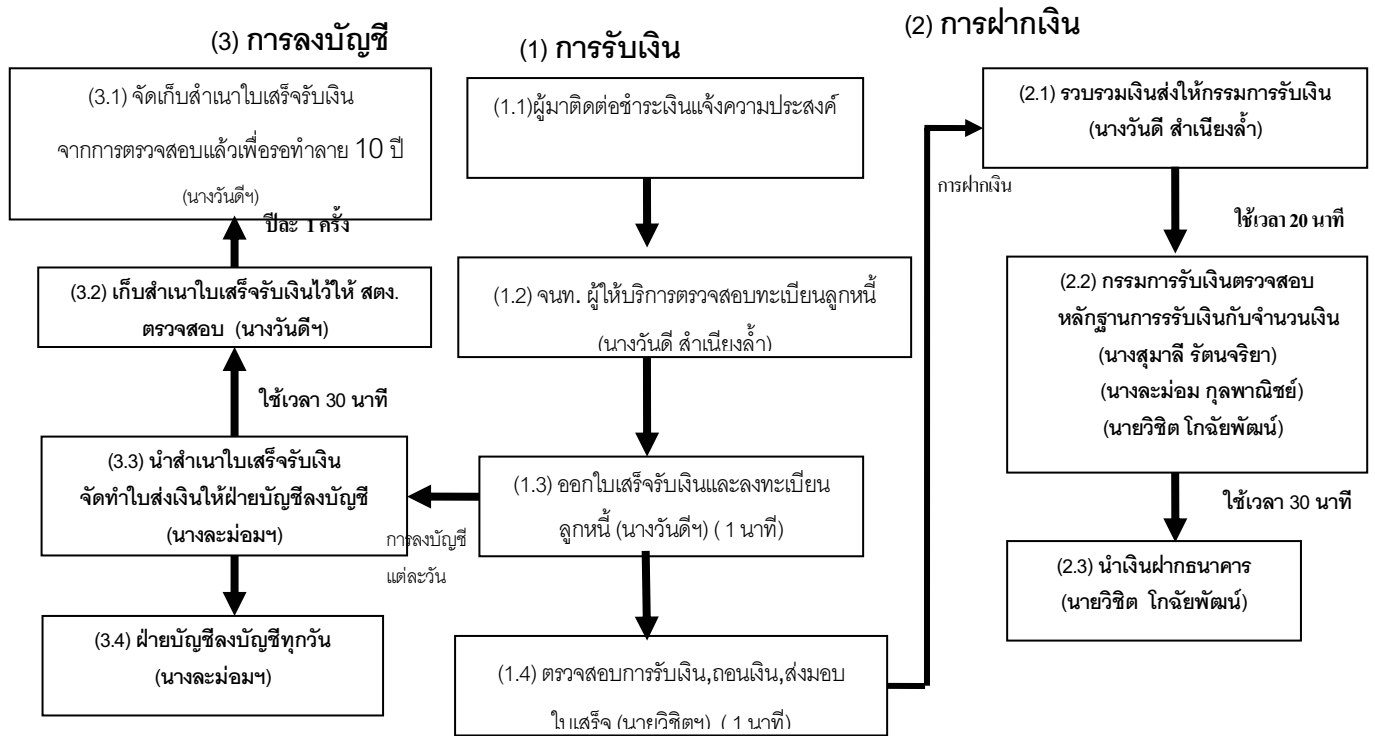 (3) การลงบัญชี
(3.1) จัดเก็บสำเนาใบเสร็จรับเงิน
จากการตรวจสอบแล้วเพื่อรอทำลาย 10 ปี
(นางวันดีฯ)
ปีละ 1 ครั้ง
(3.2) เก็บสำเนาใบเสร็จรับเงินไว้ให้ สตง.
ตรวจสอบ (นางวันดีฯ)
ใช้เวลา 30 นาที
(3.3) นำสำเนาใบเสร็จรับเงิน
จัดทำใบส่งเงินให้ฝ่ายบัญชีลงบัญชี
(นางละม่อมฯ)
การลงบัญชี
แต่ละวัน
(3.4) ฝ่ายบัญชีลงบัญชีทุกวัน
(นางละม่อมฯ)
(1) การรับเงิน
(1.1)ผู้มาติดต่อชำระเงินแจ้งความประสงค์
(1.2) จนท. ผู้ให้บริการตรวจสอบทะเบียนลูกหนี้
(นางวันดี สำเนียงล้ำ)
(1.3) ออกใบเสร็จรับเงินและลงทะเบียน
ลูกหนี้ (นางวันดีฯ) ( 1 นาที)
(1.4) ตรวจสอบการรับเงิน,ถอนเงิน,ส่งมอบ
ใบเสร็จ (นายวิชิตฯ) ( 1 นาที)
(2) การฝากเงิน
การฝากเงิน
(2.1) รวบรวมเงินส่งให้กรรมการรับเงิน
(นางวันดี สำเนียงล้ำ)
ใช้เวลา 20 นาที
(2.2) กรรมการรับเงินตรวจสอบ
หลักฐานการรรับเงินกับจำนวนเงิน
(นางสุมาลี รัตนจริยา)
(นางละม่อม กุลพาณิชย์)
(นายวิชิต โกฉัยพัฒน์)
ใช้เวลา 30 นาที
(2.3) นำเงินฝากธนาคาร
(นายวิชิต โกฉัยพัฒน์)